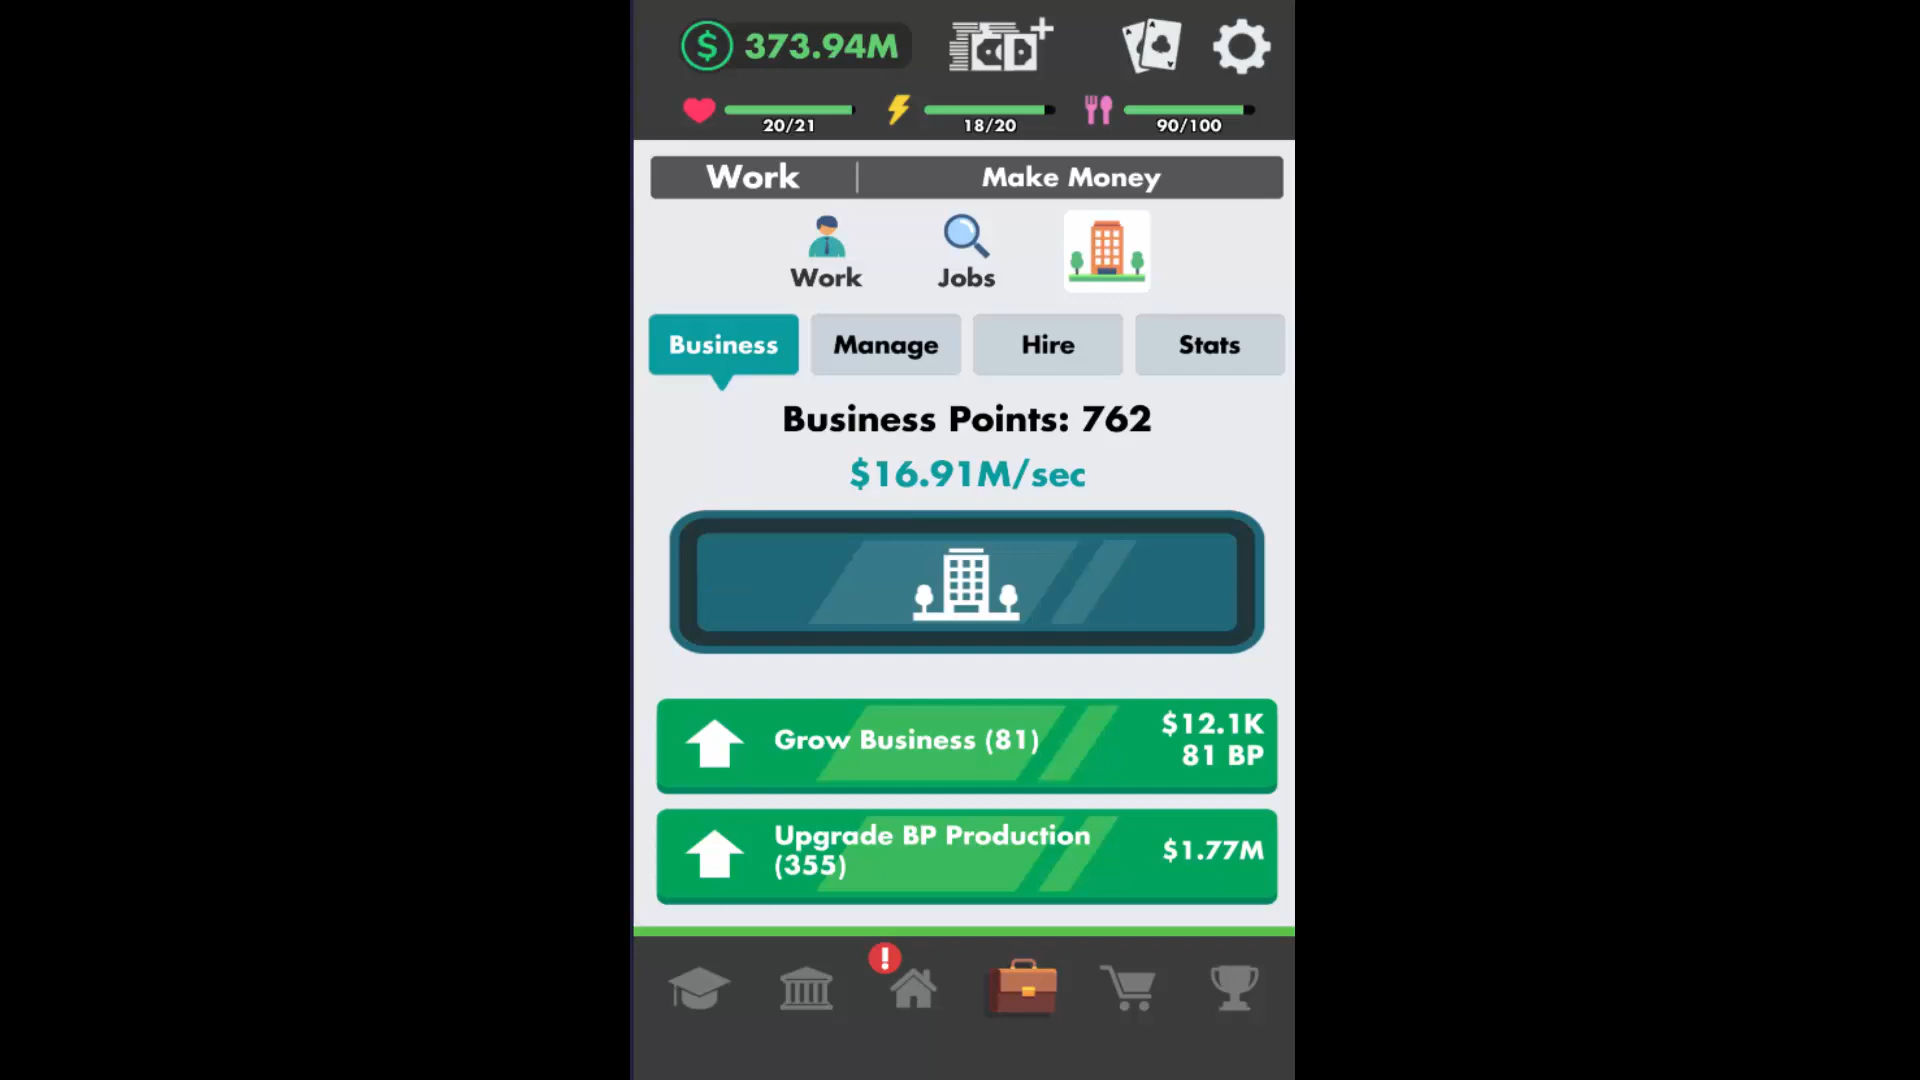 373.94M
20/21
18/20
90/100
Work
Make Money
Work
Jobs
Business
Manage
Hire
Stats
Business Points: 762
$16.91M/sec
Grow Business (81)
$12.1K
81 BP
Upgrade BP Production
(355)
$1.77M